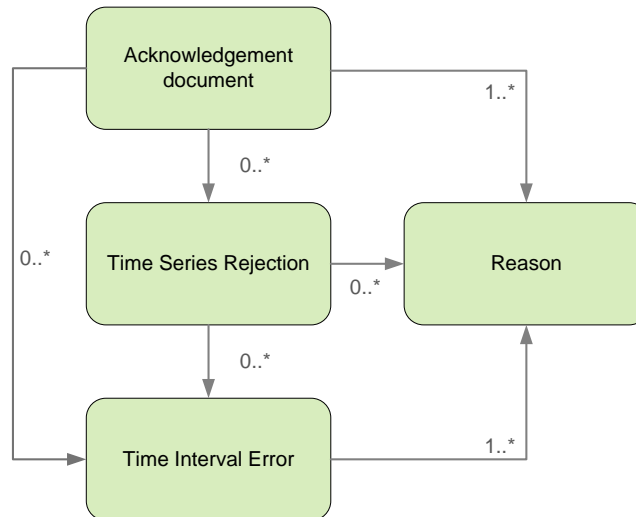 Acknowledgement
document
1..*
0..*
0..*
Time Series Rejection
Reason
0..*
0..*
Time Interval Error
1..*